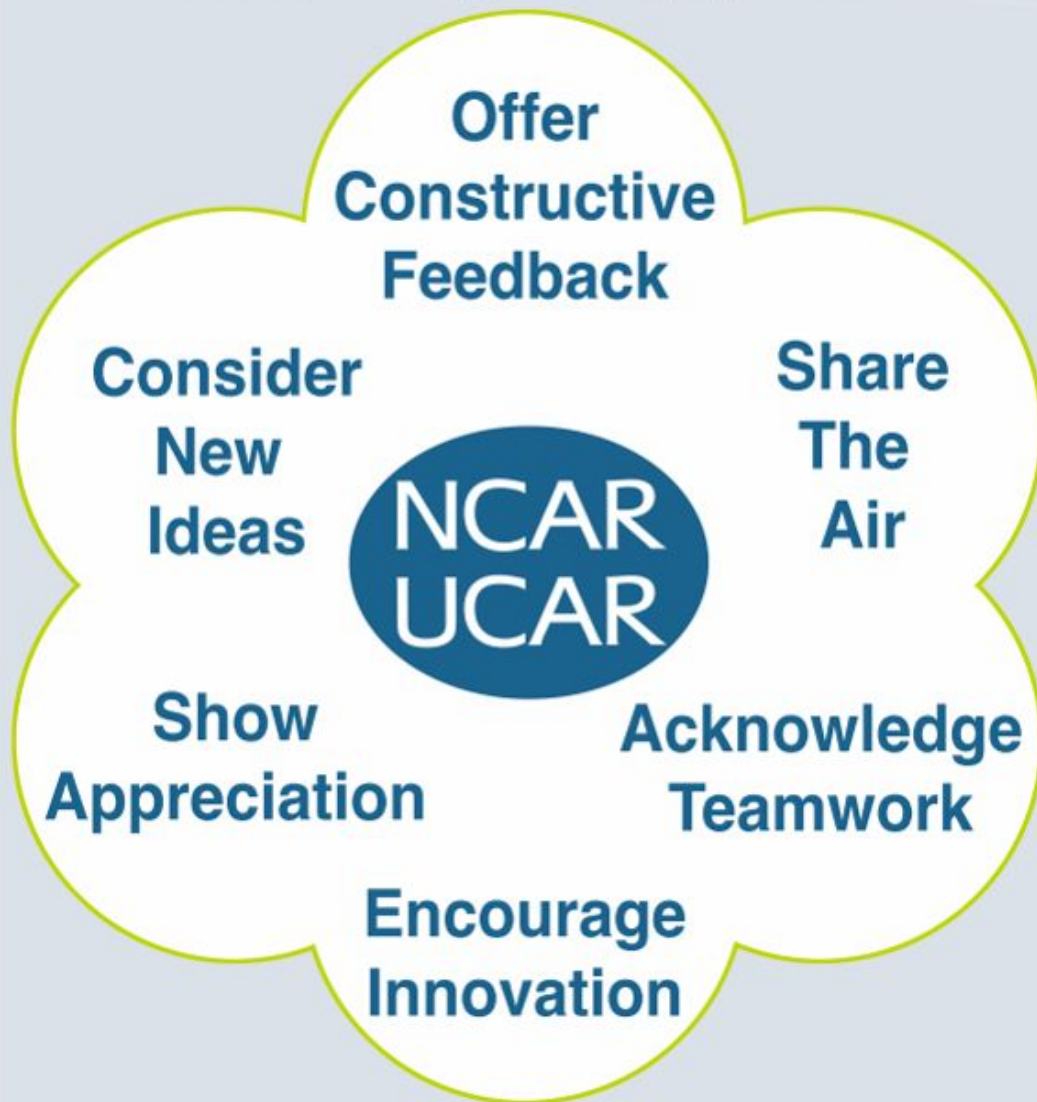 Offer
Constructive
Feedback
Consider
New
Ideas
Share
The
Air
NCAR
UCAR
Show
Appreciation
Acknowledge
Teamwork
Encourage
Innovation